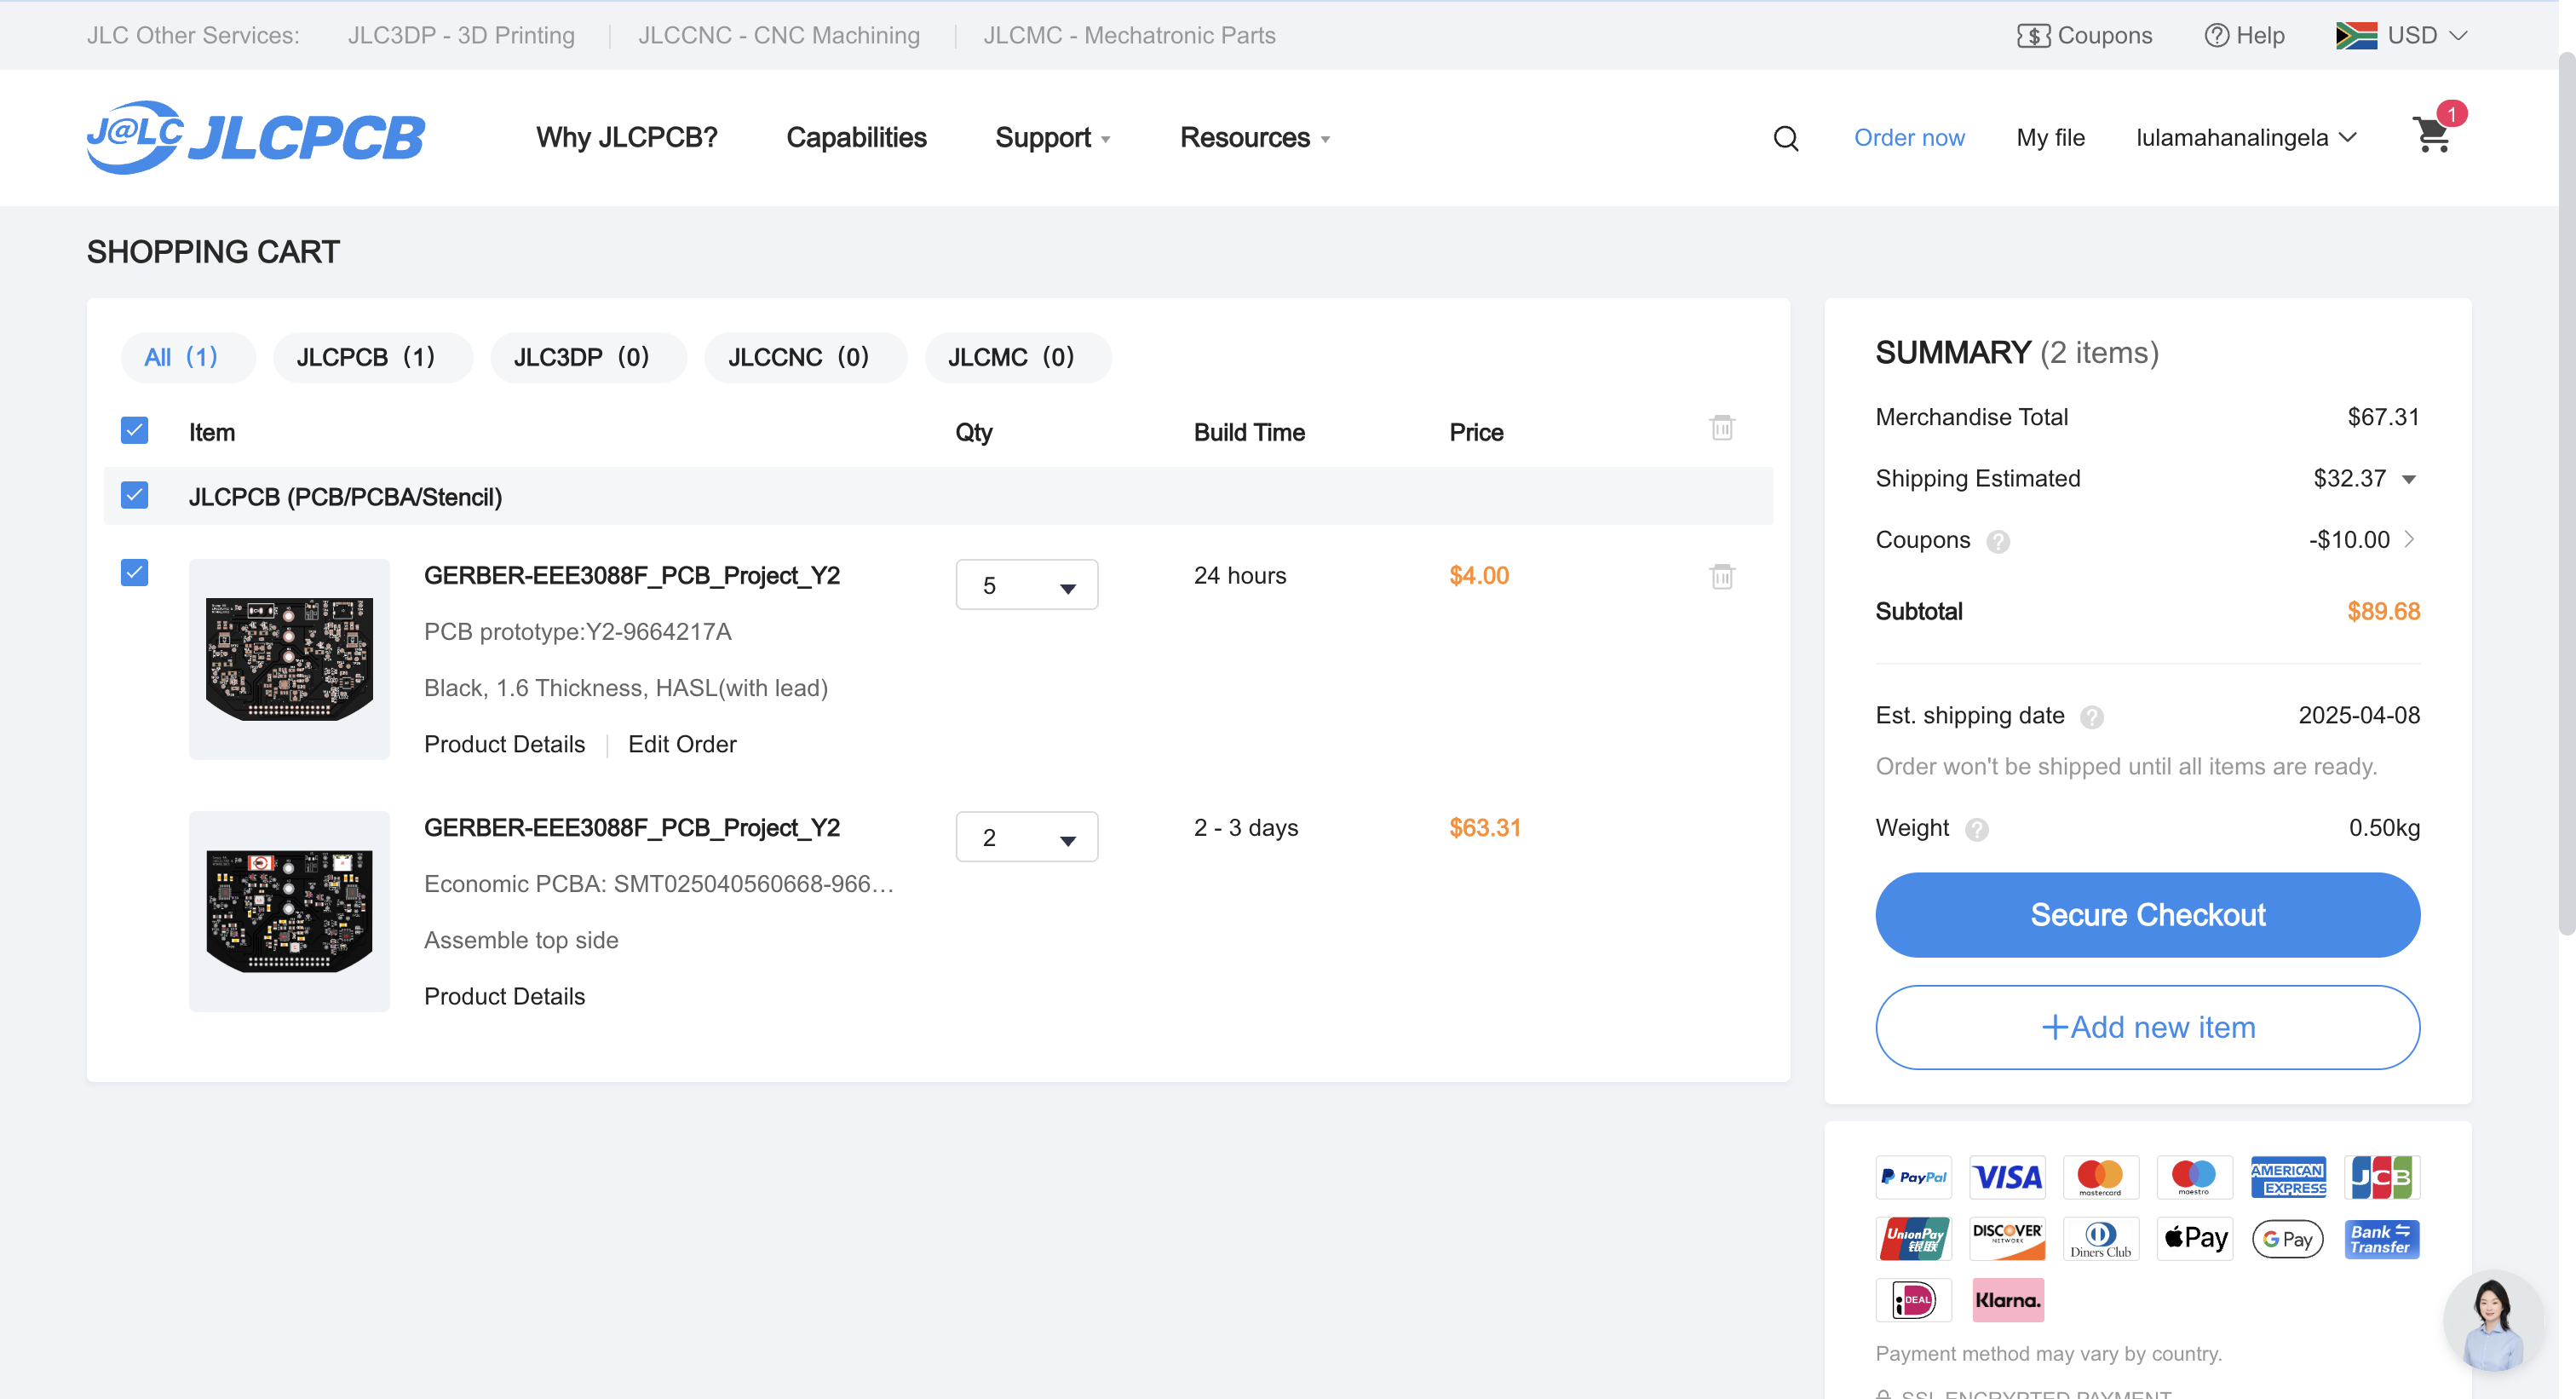 JLC Other Services: JLC3DP - 3D Printing JLCCNC - CNC Machining JLCMC - Mechatronic Parts Coupons Help USD
J@LC JLCPCB Why JLCPCB? Capabilities Support Resources Order now My file lulamahanalingela 1
SHOPPING CART
All (1) JLCPCB (1) JLC3DP (0) JLCCNC (0) JLCMC (0)
Item Qty Build Time Price
JLCPCB (PCB/PCBA/Stencil)
GERBER-EEE3088F_PCB_Project_Y2 5 24 hours $4.00
PCB prototype:Y2-9664217A
Black, 1.6 Thickness, HASL(with lead)
Product Details Edit Order
GERBER-EEE3088F_PCB_Project_Y2 2 2 - 3 days $63.31
Economic PCBA: SMT025040560668-966...
Assemble top side
Product Details
SUMMARY (2 items)
Merchandise Total $67.31
Shipping Estimated $32.37
Coupons ? -$10.00
Subtotal $89.68
Est. shipping date ? 2025-04-08
Order won't be shipped until all items are ready.
Weight ? 0.50kg
Secure Checkout
+Add new item
PayPal VISA mastercard maestro AMERICAN EXPRESS JCB
UnionPay 银联 DISCOVER NETWORK Diners Club Pay G Pay Bank Transfer
iDEAL Klarna.
Payment method may vary by country.
SSL ENCRYPTED PAYMENT